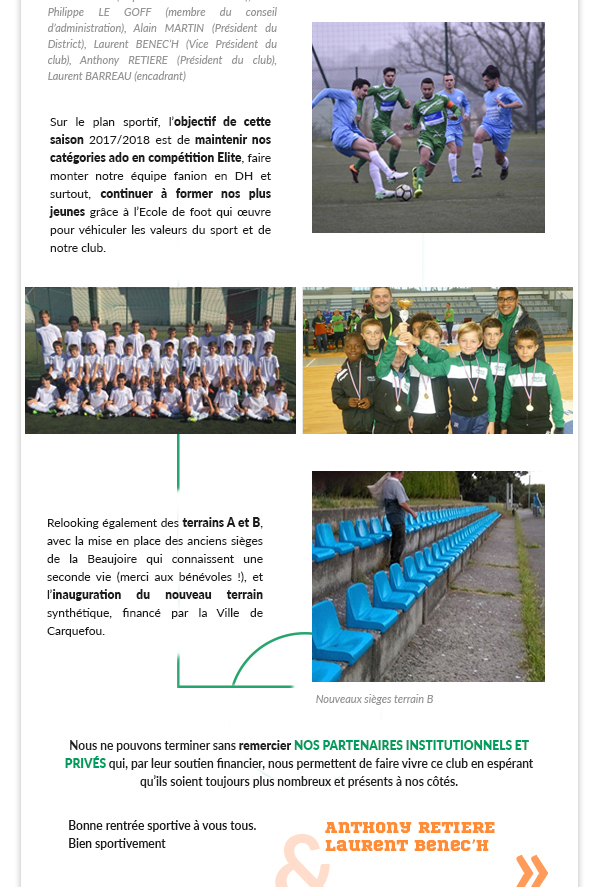 Philippe LE GOFF (membre du conseil
d'administration), Alain MARTIN (Président du
District), Laurent BENEC'H (Vice Président du
club), Anthony RETIERE (Président du club),
Laurent BARREAU (encadrant)
Sur le plan sportif, l'objectif de cette
saison 2017/2018 est de maintenir nos
catégories ado en compétition Elite, faire
monter notre équipe fanion en DH et
surtout, continuer à former nos plus
jeunes grâce à l'Ecole de foot qui œuvre
pour véhiculer les valeurs du sport et de
notre club.
Relooking également des terrains A et B,
avec la mise en place des anciens sièges
de la Beaujoire qui connaissent une
seconde vie (merci aux bénévoles !), et
l'inauguration du nouveau terrain
synthétique, financé par la Ville de
Carquefou.
Nouveaux sièges terrain B
Nous ne pouvons terminer sans remercier NOS PARTENAIRES INSTITUTIONNELS ET
PRIVÉS qui, par leur soutien financier, nous permettent de faire vivre ce club en espérant
qu'ils soient toujours plus nombreux et présents à nos côtés.
Bonne rentrée sportive à vous tous.
Bien sportivement
&
ANTHONY RETIERE
LAURENT BENEC'H
»